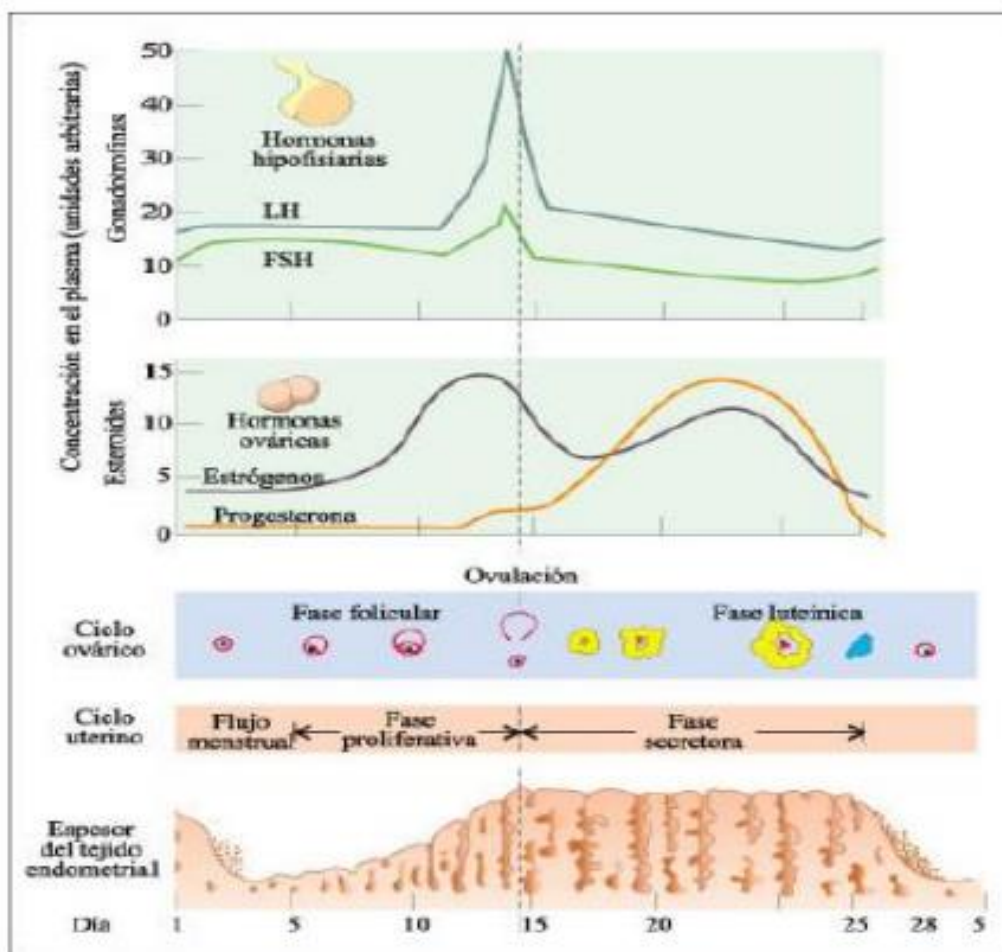 Concentración en el plasma (unidades arbitrarias)
Gonadotrofinas
50
40
30
20
10
0
Hormonas
hipofisiarias
LH
FSH
Esteroides
15
10
5
0
Hormonas
ováricas
Estrógenos
Progesterona
Ovulación
Ciclo
ovárico
Fase folicular
Fase luteínica
Ciclo
uterino
Flujo
menstrual
Fase
proliferativa
Fase
secretora
Espesor
del tejido
endometrial
Día
1 5 10 15 20 25 28 5